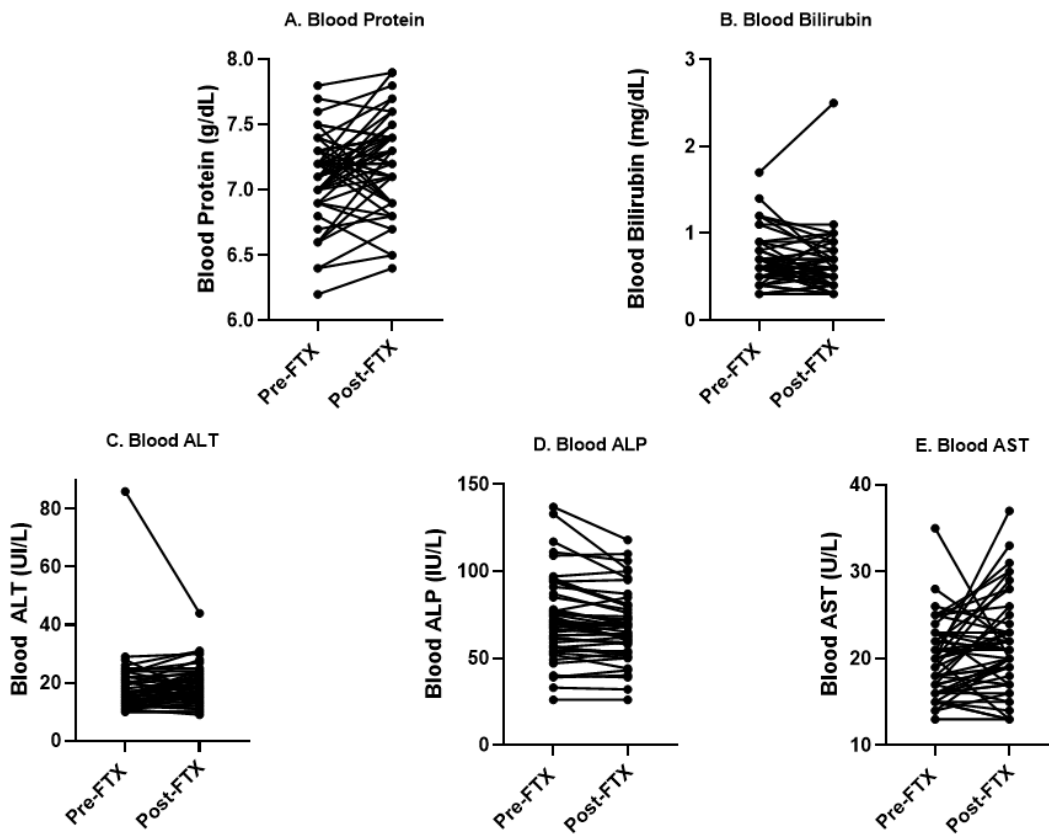 A. Blood Protein
Blood Protein (g/dL)
8.0
7.5
7.0
6.5
6.0
Pre-FTX
Post-FTX
B. Blood Bilirubin
Blood Bilirubin (mg/dL)
3
2
1
0
Pre-FTX
Post-FTX
C. Blood ALT
Blood ALT (UI/L)
80
60
40
20
0
Pre-FTX
Post-FTX
D. Blood ALP
Blood ALP (IU/L)
150
100
50
0
Pre-FTX
Post-FTX
E. Blood AST
Blood AST (U/L)
40
30
20
10
Pre-FTX
Post-FTX